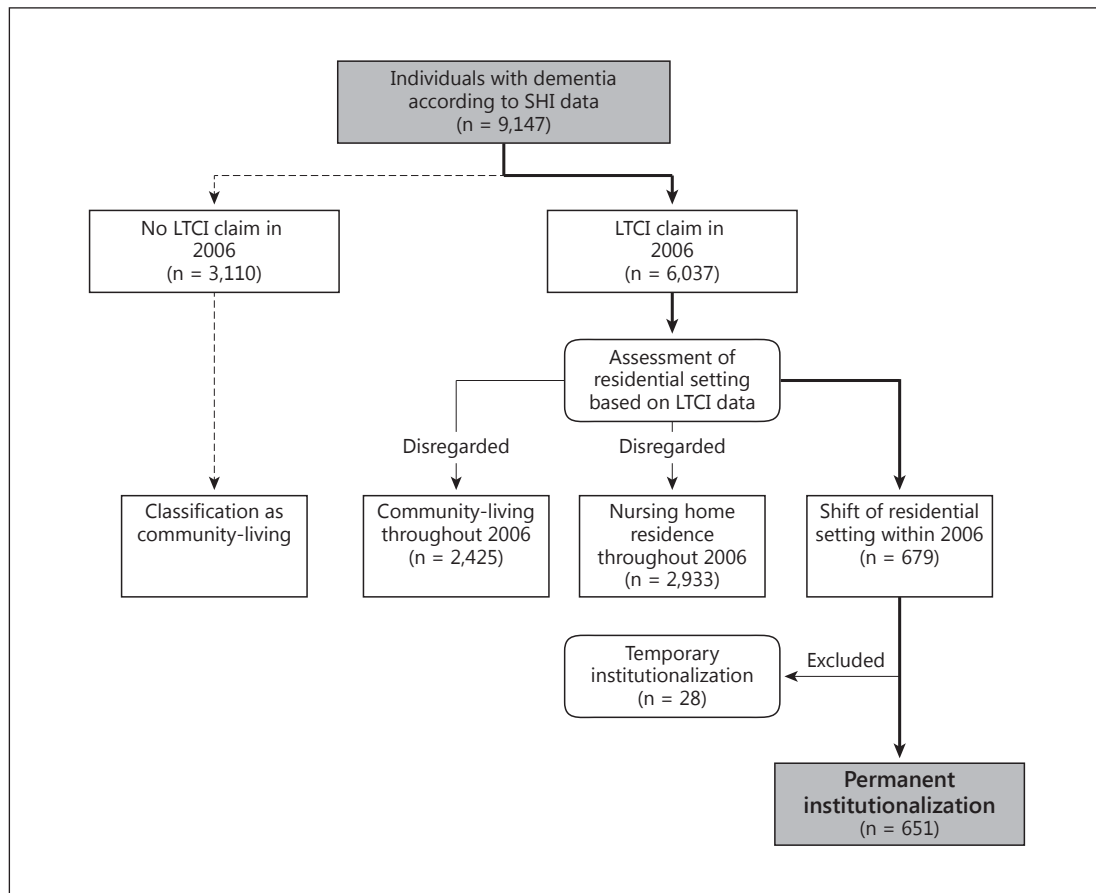 Individuals with dementia
according to SHI data
(n = 9,147)
No LTCI claim in
2006
(n = 3,110)
LTCI claim in
2006
(n = 6,037)
Assessment of
residential setting
based on LTCI data
Disregarded
Disregarded
Classification as
community-living
Community-living
throughout 2006
(n = 2,425)
Nursing home
residence
throughout 2006
(n = 2,933)
Shift of residential
setting within 2006
(n = 679)
Temporary
institutionalization
(n = 28)
Excluded
Permanent
institutionalization
(n = 651)